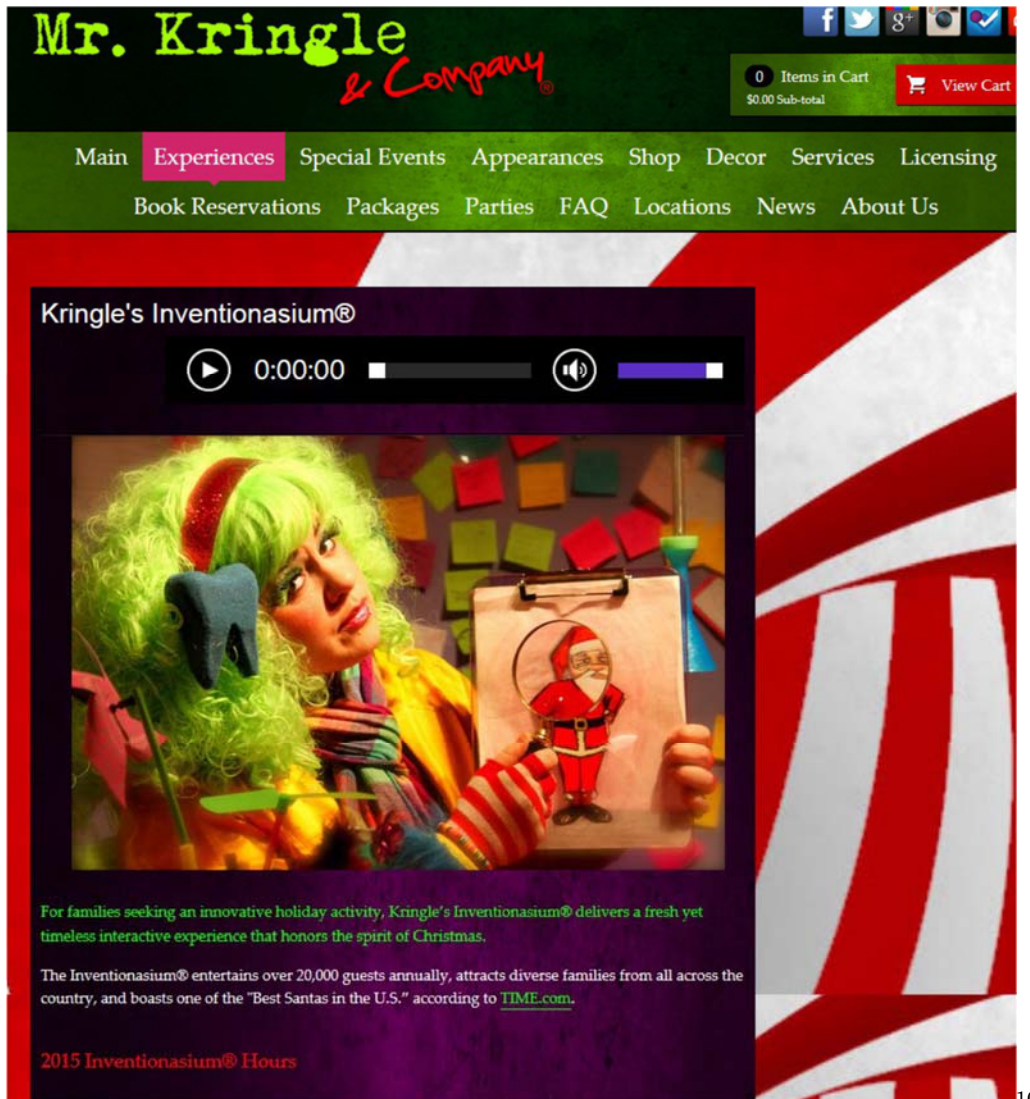 Mr. Kringle
& Company®
f g+
0 Items in Cart
$0.00 Sub-total
View Cart
Main Experiences Special Events Appearances Shop Decor Services Licensing
Book Reservations Packages Parties FAQ Locations News About Us
Kringle's Inventionasium®
0:00:00
For families seeking an innovative holiday activity, Kringle's Inventionasium® delivers a fresh yet
timeless interactive experience that honors the spirit of Christmas.
The Inventionasium® entertains over 20,000 guests annually, attracts diverse families from all across the
country, and boasts one of the "Best Santas in the U.S." according to TIME.com.
2015 Inventionasium® Hours